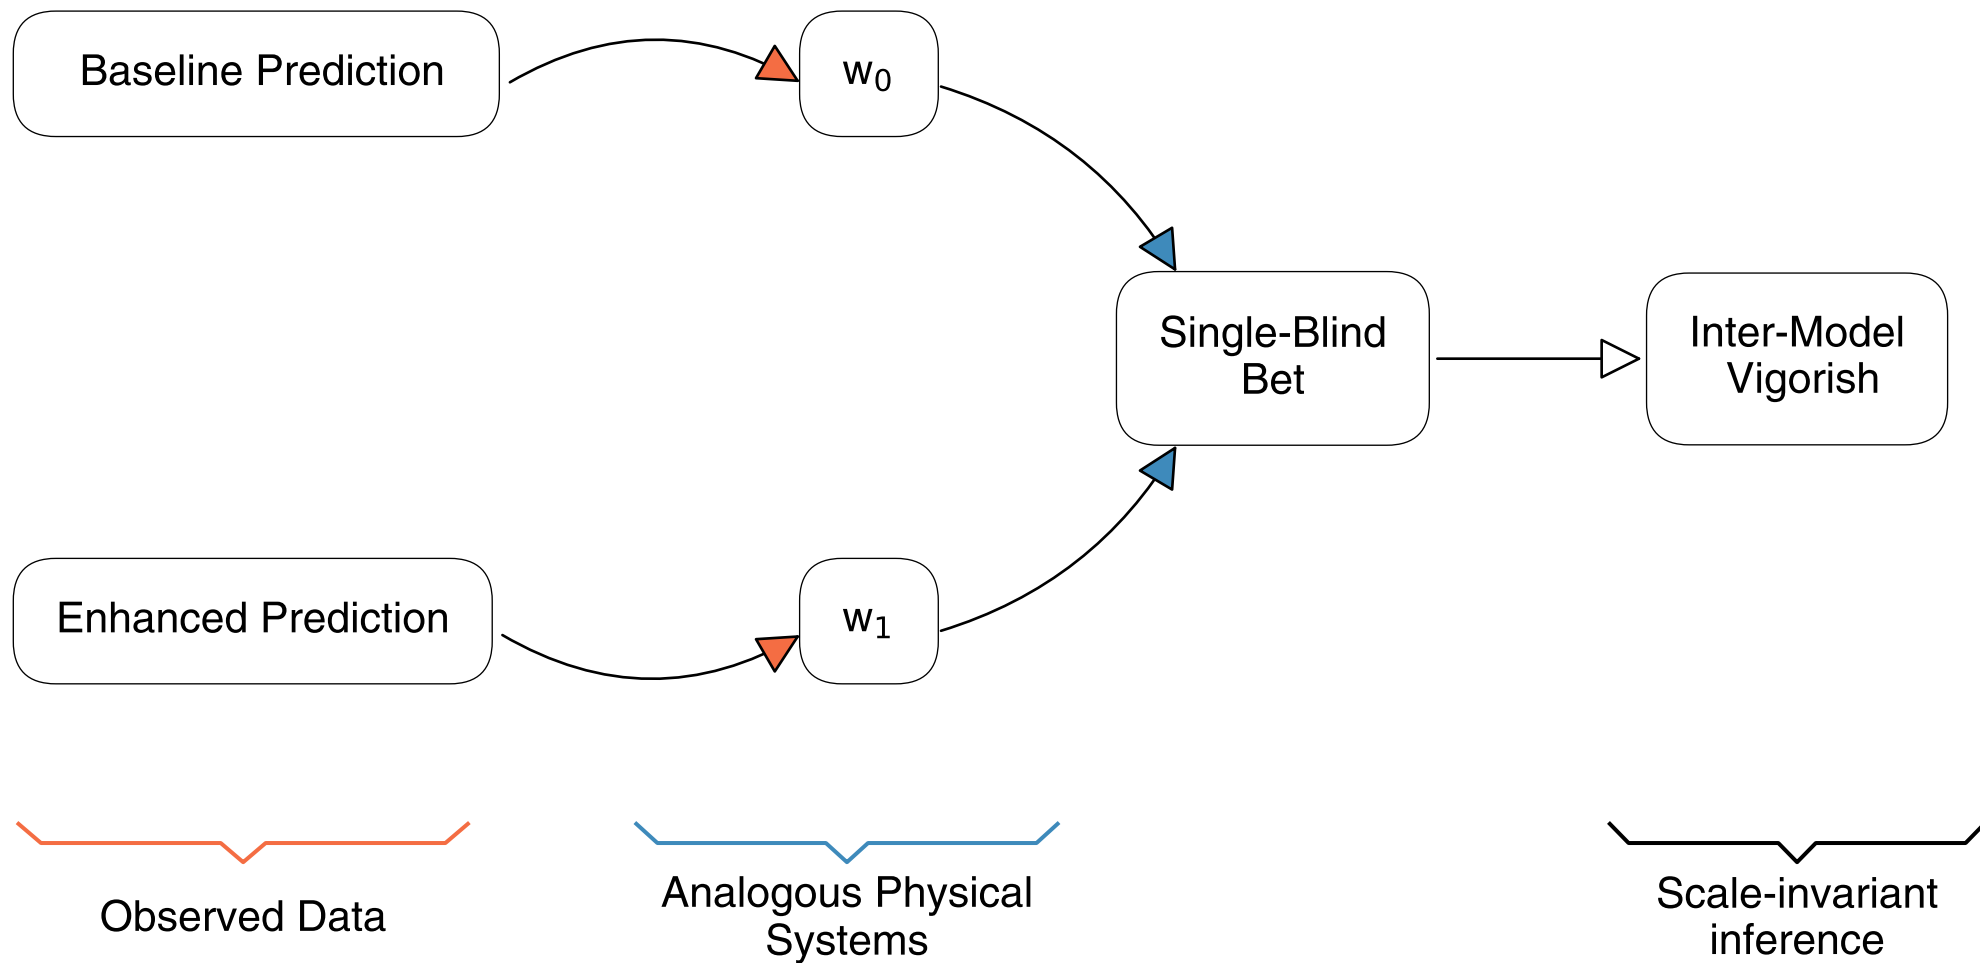 Baseline Prediction
w₀
Single-Blind
Bet
Inter-Model
Vigorish
Enhanced Prediction
w₁
Observed Data
Analogous Physical
Systems
Scale-invariant
inference